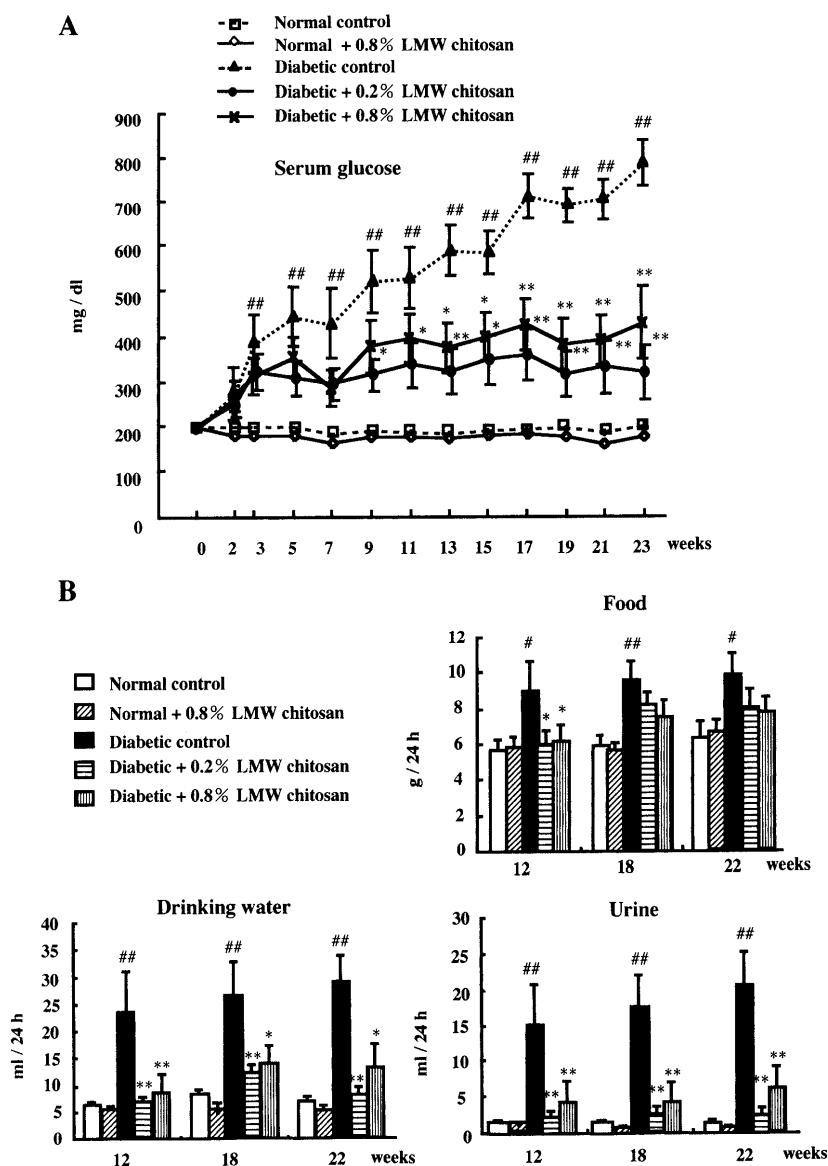 A
Normal control
Normal + 0.8% LMW chitosan
Diabetic control
Diabetic + 0.2% LMW chitosan
Diabetic + 0.8% LMW chitosan
Serum glucose
mg / dl
900
800
700
600
500
400
300
200
100
0
## ## ## ## ## ## ## ## ## ## ##
* * ** ** ** **
* * ** * ** ** ** **
0 2 3 5 7 9 11 13 15 17 19 21 23 weeks
B
Normal control
Normal + 0.8% LMW chitosan
Diabetic control
Diabetic + 0.2% LMW chitosan
Diabetic + 0.8% LMW chitosan
Food
g / 24 h
12
10
8
6
4
2
0
# ## #
* *
12 18 22 weeks
Drinking water
ml / 24 h
40
35
30
25
20
15
10
5
0
## ## ##
** ** ** * ** *
12 18 22 weeks
Urine
ml / 24 h
30
25
20
15
10
5
0
## ## ##
** ** ** ** ** **
12 18 22 weeks